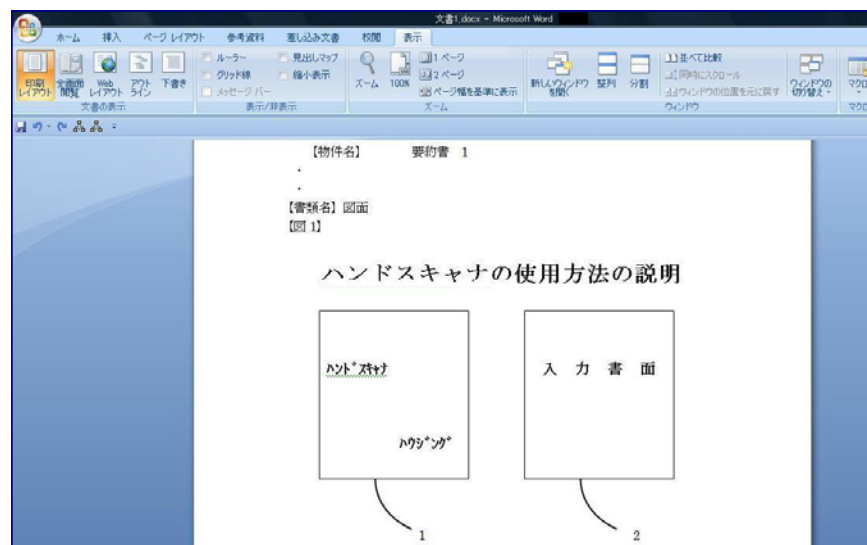 文書1.docx - Microsoft Word
ホーム 挿入 ページ レイアウト 参考資料 差し込み文書 校閲 表示
印刷レイアウト 全画面閲覧 Web レイアウト アウトライン 下書き
文書の表示
ルーラー
グリッド線
メッセージ バー
見出しマップ
縮小表示
表示/非表示
ズーム 100%
1 ページ
2 ページ
ページ幅を基準に表示
ズーム
新しいウィンドウを開く 整列 分割
並べて比較
同時にスクロール
ウィンドウの位置を元に戻す
ウィンドウの切り替え
ウィンドウ
マクロ
マクロ
【物件名】 要約書 1
・
・
【書類名】図面
【図1】
ハンドスキャナの使用方法の説明
ﾊﾝﾄﾞｽｷｬﾅ
ﾊｳｼﾞﾝｸﾞ
入 力 書 面
1 2